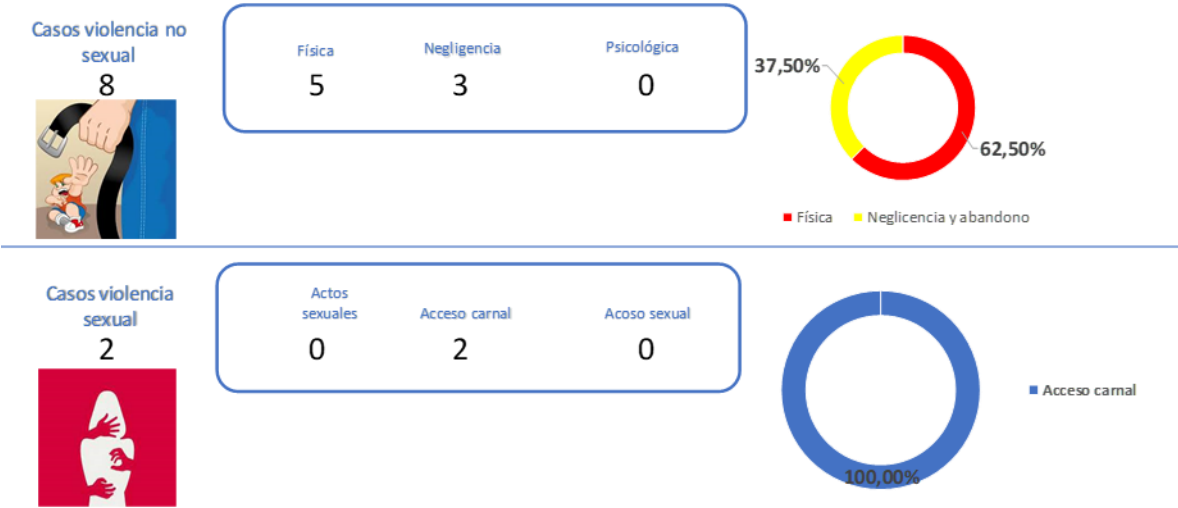 Casos violencia no
sexual
8
Física
5
Negligencia
3
Psicológica
0
37,50%
62,50%
Física
Neglicencia y abandono
Casos violencia
sexual
2
Actos
sexuales
0
Acceso carnal
2
Acoso sexual
0
Acceso carnal
100,00%